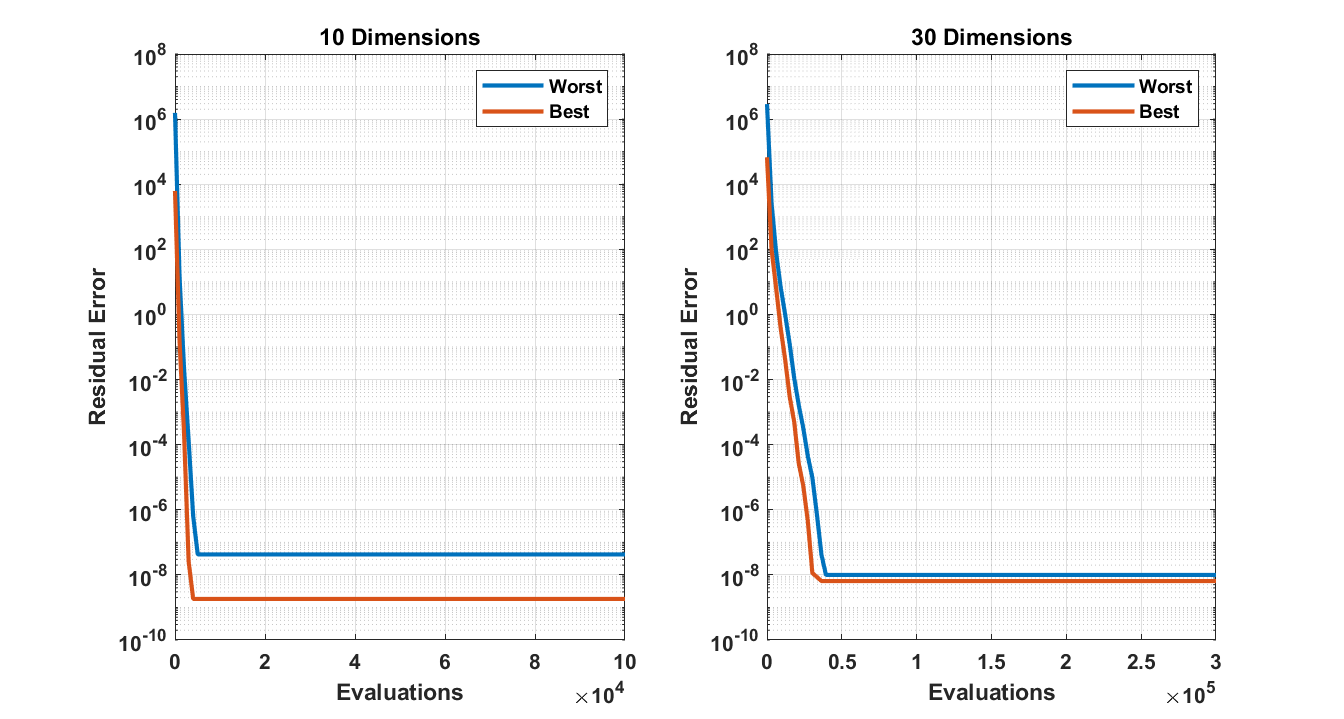 10 Dimensions
10^8
10^6
10^4
10^2
10^0
10^-2
10^-4
10^-6
10^-8
10^-10
Residual Error
Worst
Best
0 2 4 6 8 10
Evaluations
×10^4
30 Dimensions
10^8
10^6
10^4
10^2
10^0
10^-2
10^-4
10^-6
10^-8
10^-10
Residual Error
Worst
Best
0 0.5 1 1.5 2 2.5 3
Evaluations
×10^5